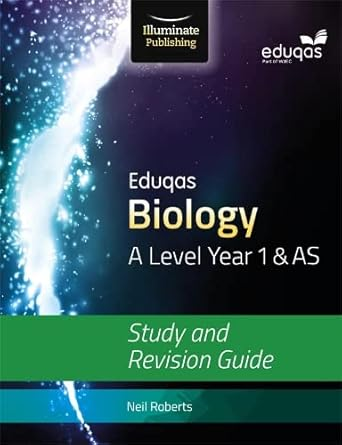 Illuminate
Publishing
eduqas
Part of WJEC
Eduqas
Biology
A Level Year 1 & AS
Study and
Revision Guide
Neil Roberts